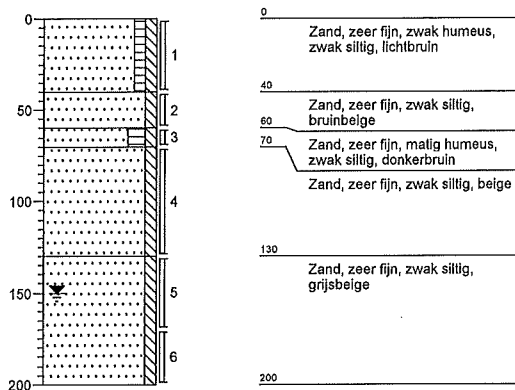 0
50
100
150
200
1
2
3
4
5
6
0
Zand, zeer fijn, zwak humeus,
zwak siltig, lichtbruin
40
Zand, zeer fijn, zwak siltig,
bruinbeige
60
Zand, zeer fijn, matig humeus,
zwak siltig, donkerbruin
70
Zand, zeer fijn, zwak siltig, beige
130
Zand, zeer fijn, zwak siltig,
grijsbeige
200